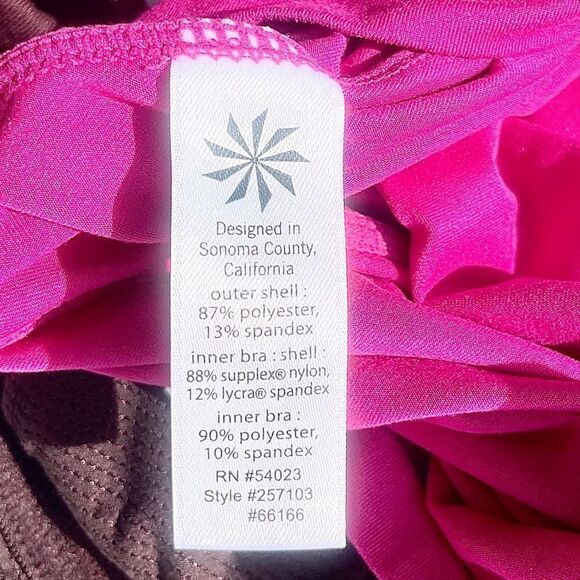 Designed in
Sonoma County,
California
outer shell :
87% polyester,
13% spandex
inner bra : shell :
88% supplex® nylon,
12% lycra® spandex
inner bra :
90% polyester,
10% spandex
RN #54023
Style #257103
#66166